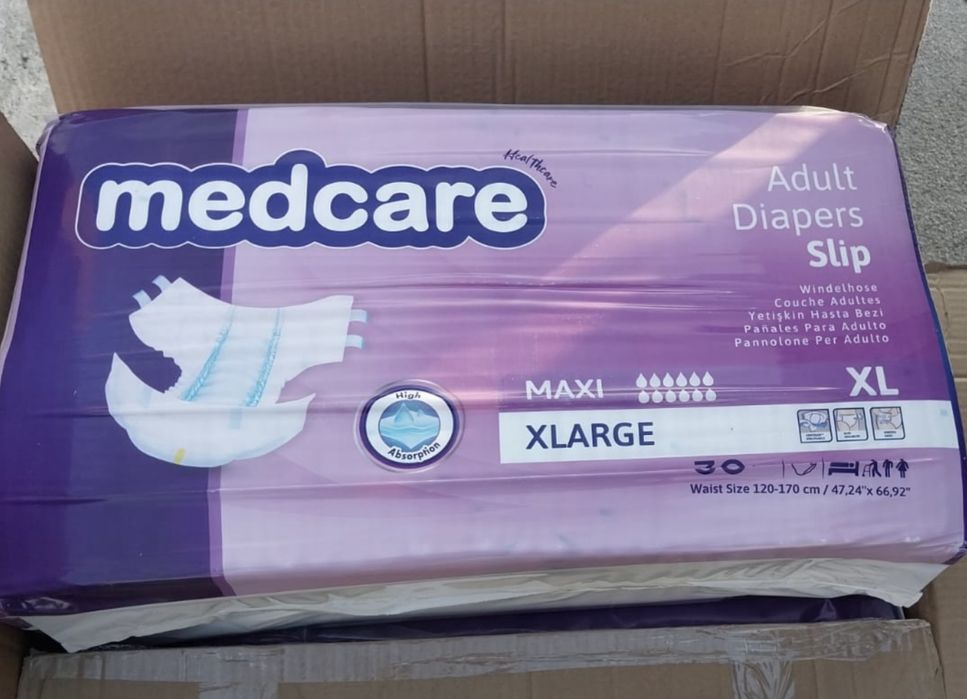 medcare
Healthcare
Adult
Diapers
Slip
Windelhose
Couche Adultes
Yetişkin Hasta Bezi
Pañales Para Adulto
Pannolone Per Adulto
High
Absorption
MAXI
XL
XLARGE
30
Waist Size 120-170 cm / 47,24"x 66,92"